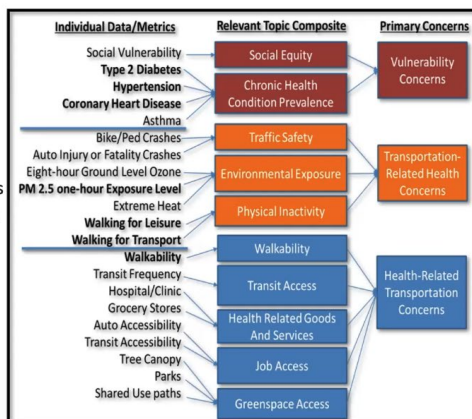 Individual Data/Metrics
Relevant Topic Composite
Primary Concerns
Social Vulnerability
Type 2 Diabetes
Hypertension
Coronary Heart Disease
Asthma
Bike/Ped Crashes
Auto Injury or Fatality Crashes
Eight-hour Ground Level Ozone
PM 2.5 one-hour Exposure Level
Extreme Heat
Walking for Leisure
Walking for Transport
Walkability
Transit Frequency
Hospital/Clinic
Grocery Stores
Auto Accessibility
Transit Accessibility
Tree Canopy
Parks
Shared Use paths
Social Equity
Chronic Health
Condition Prevalence
Traffic Safety
Environmental Exposure
Physical Inactivity
Walkability
Transit Access
Health Related Goods
And Services
Job Access
Greenspace Access
Vulnerability
Concerns
Transportation-
Related Health
Concerns
Health-Related
Transportation
Concerns